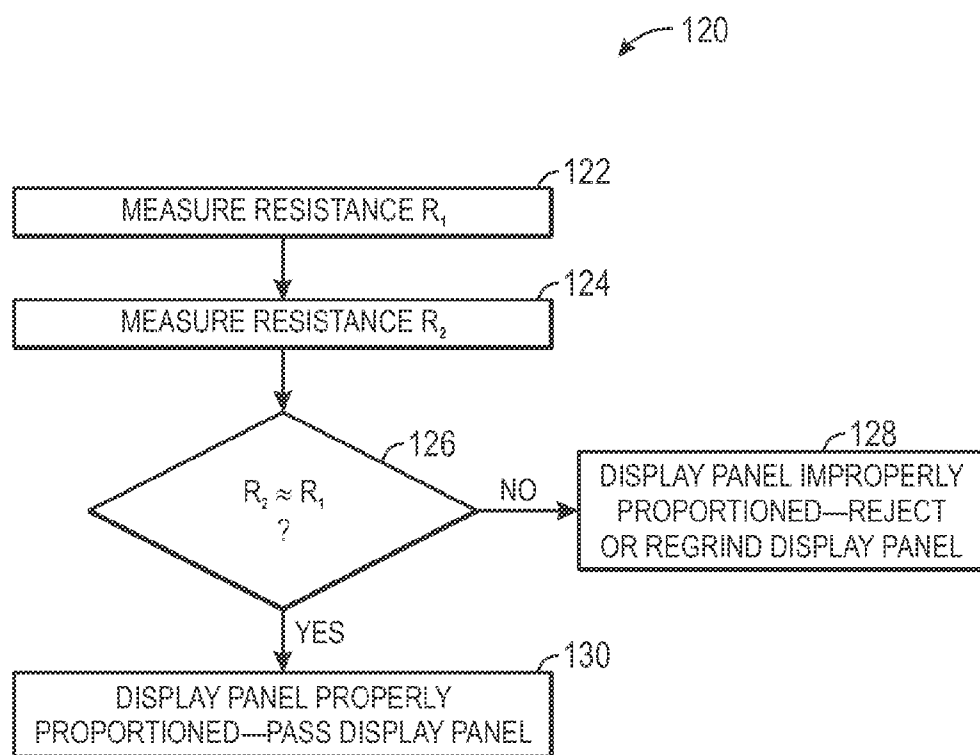 120
122
MEASURE RESISTANCE R₁
124
MEASURE RESISTANCE R₂
126
R₂ ≈ R₁
?
NO
128
DISPLAY PANEL IMPROPERLY
PROPORTIONED—REJECT
OR REGRIND DISPLAY PANEL
YES
130
DISPLAY PANEL PROPERLY
PROPORTIONED—PASS DISPLAY PANEL